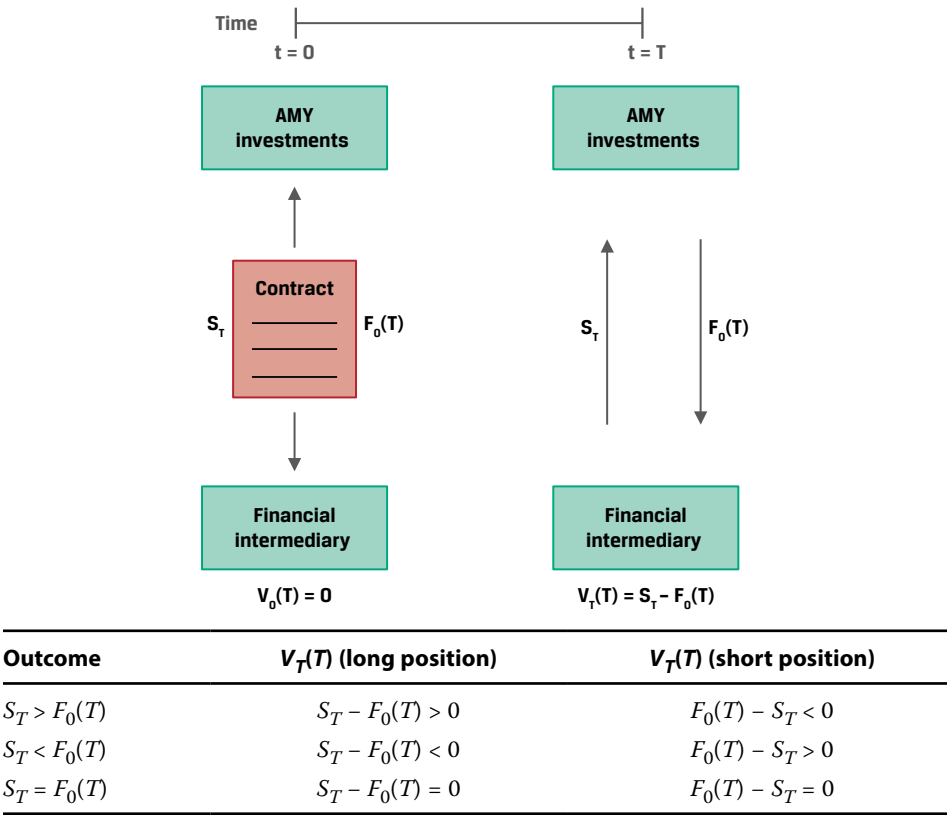 Time
t = 0 t = T
AMY investments AMY investments
Contract
S_T F_0(T) S_T F_0(T)
Financial intermediary Financial intermediary
V_0(T) = 0 V_T(T) = S_T – F_0(T)
Outcome V_T(T) (long position) V_T(T) (short position)
S_T > F_0(T) S_T − F_0(T) > 0 F_0(T) − S_T < 0
S_T < F_0(T) S_T − F_0(T) < 0 F_0(T) − S_T > 0
S_T = F_0(T) S_T − F_0(T) = 0 F_0(T) − S_T = 0